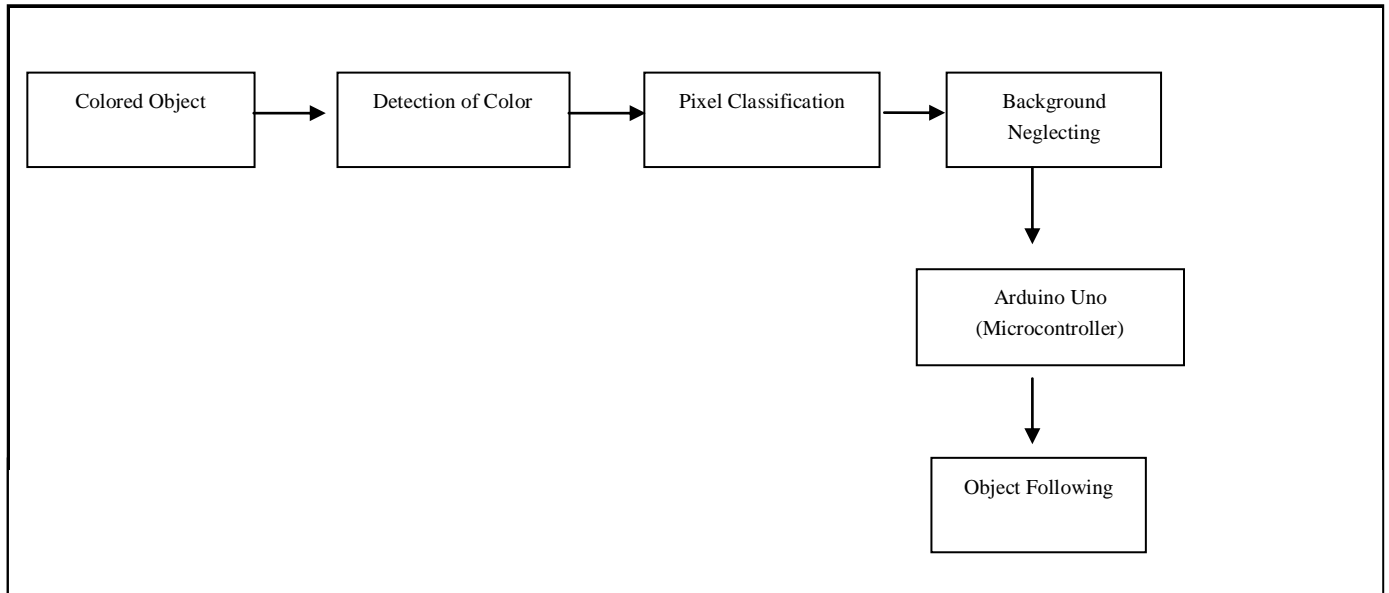 Colored Object
Detection of Color
Pixel Classification
Background
Neglecting
Arduino Uno
(Microcontroller)
Object Following